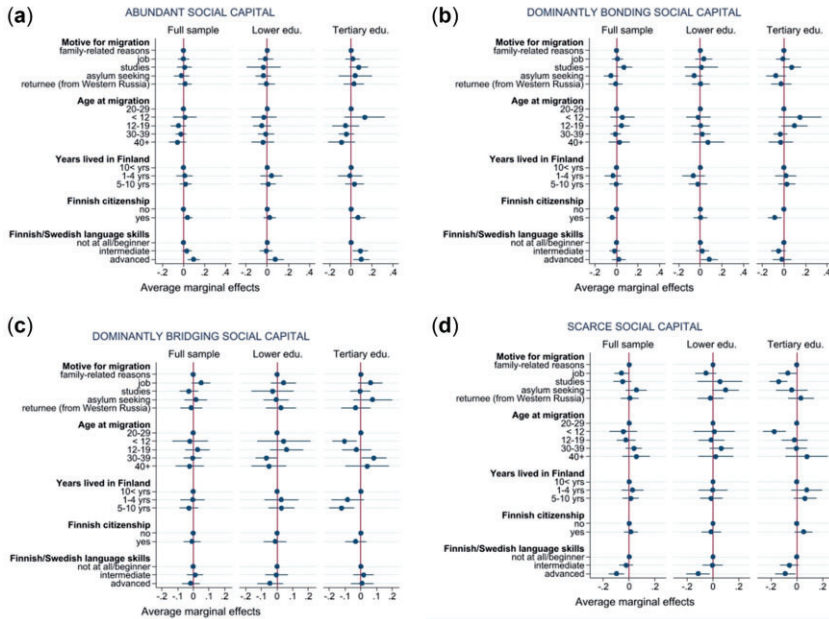 (a)
ABUNDANT SOCIAL CAPITAL
Full sample Lower edu. Tertiary edu.
Motive for migration
family-related reasons
job
studies
asylum seeking
returnee (from Western Russia)
Age at migration
20-29
< 12
12-19
30-39
40+
Years lived in Finland
10< yrs
1-4 yrs
5-10 yrs
Finnish citizenship
no
yes
Finnish/Swedish language skills
not at all/beginner
intermediate
advanced
-.2 0 .2 .4 -.2 0 .2 .4 -.2 0 .2 .4
Average marginal effects
(b)
DOMINANTLY BONDING SOCIAL CAPITAL
Full sample Lower edu. Tertiary edu.
Motive for migration
family-related reasons
job
studies
asylum seeking
returnee (from Western Russia)
Age at migration
20-29
< 12
12-19
30-39
40+
Years lived in Finland
10< yrs
1-4 yrs
5-10 yrs
Finnish citizenship
no
yes
Finnish/Swedish language skills
not at all/beginner
intermediate
advanced
-.2 0 .2 .4 -.2 0 .2 .4 -.2 0 .2 .4
Average marginal effects
(c)
DOMINANTLY BRIDGING SOCIAL CAPITAL
Full sample Lower edu. Tertiary edu.
Motive for migration
family-related reasons
job
studies
asylum seeking
returnee (from Western Russia)
Age at migration
20-29
< 12
12-19
30-39
40+
Years lived in Finland
10< yrs
1-4 yrs
5-10 yrs
Finnish citizenship
no
yes
Finnish/Swedish language skills
not at all/beginner
intermediate
advanced
-.2 -.1 0 .1 .2 -.2 -.1 0 .1 .2 -.2 -.1 0 .1 .2
Average marginal effects
(d)
SCARCE SOCIAL CAPITAL
Full sample Lower edu. Tertiary edu.
Motive for migration
family-related reasons
job
studies
asylum seeking
returnee (from Western Russia)
Age at migration
20-29
< 12
12-19
30-39
40+
Years lived in Finland
10< yrs
1-4 yrs
5-10 yrs
Finnish citizenship
no
yes
Finnish/Swedish language skills
not at all/beginner
intermediate
advanced
-.2 0 .2 -.2 0 .2 -.2 0 .2
Average marginal effects